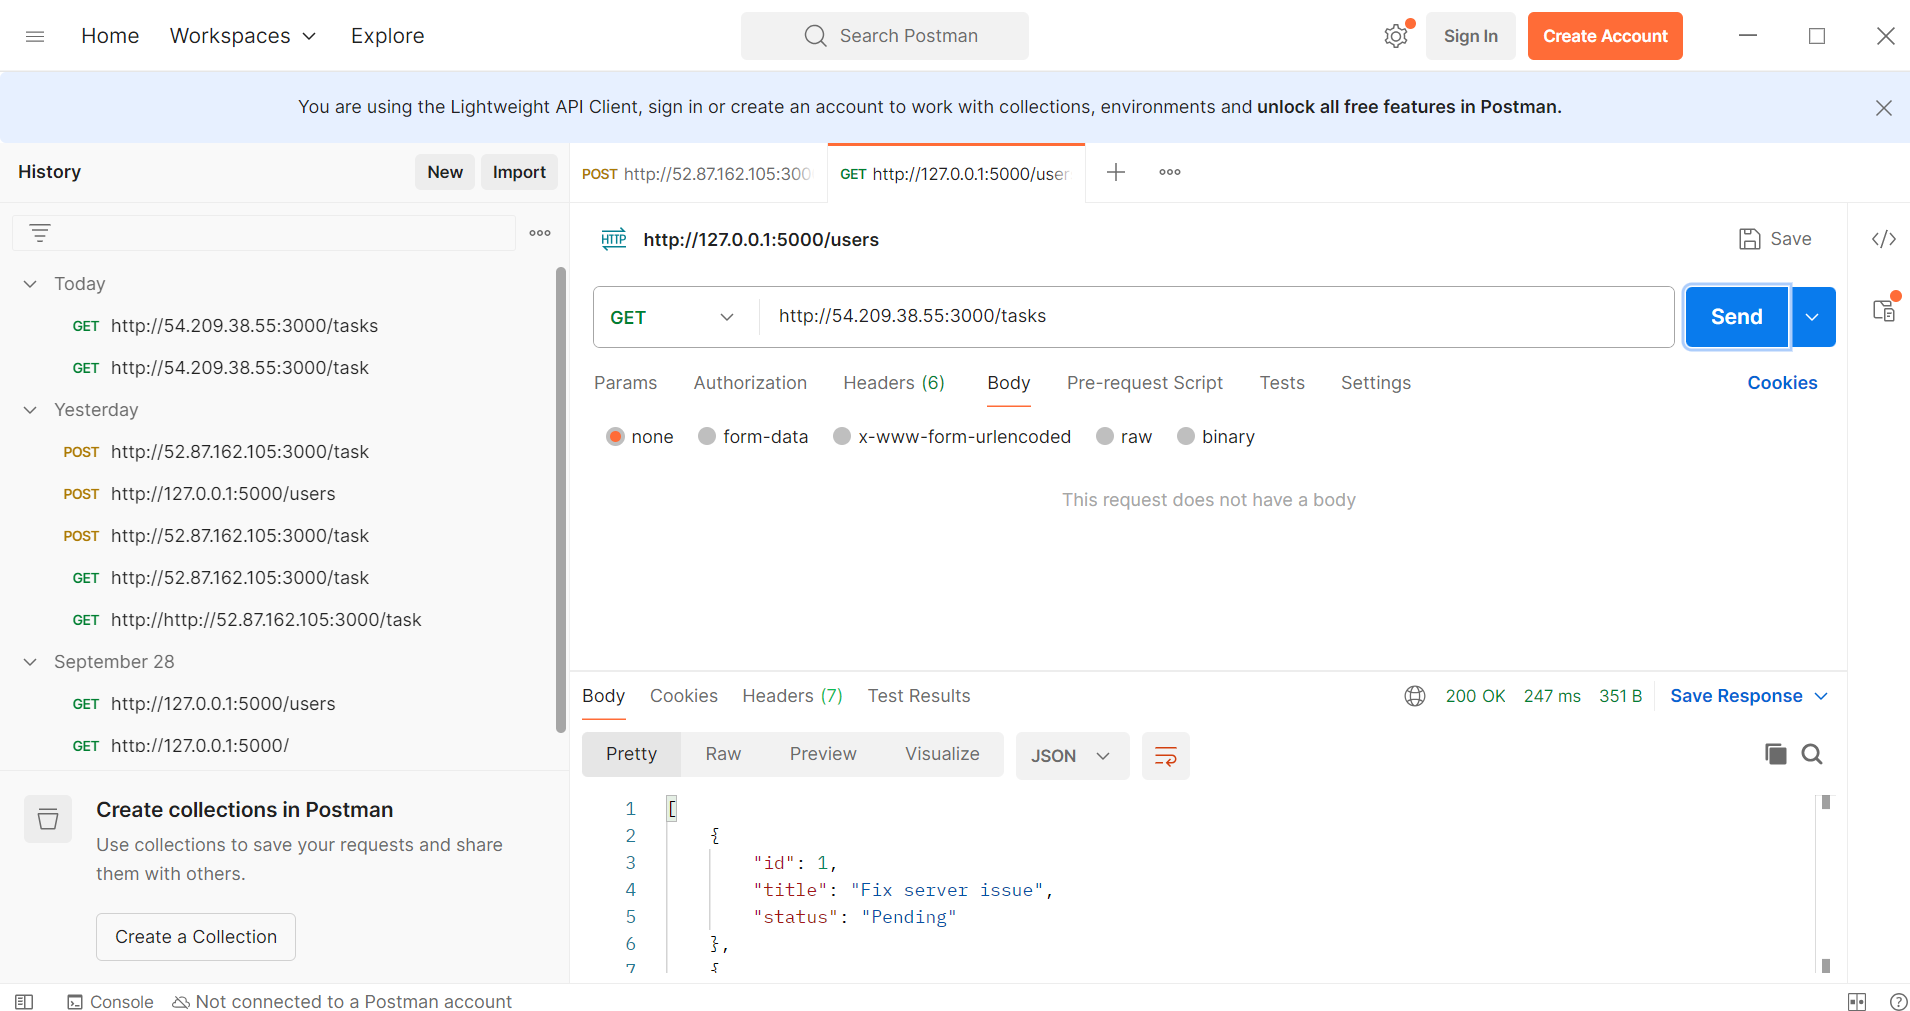 Home Workspaces Explore Search Postman Sign In Create Account
You are using the Lightweight API Client, sign in or create an account to work with collections, environments and unlock all free features in Postman.
History New Import
POST http://52.87.162.105:300 GET http://127.0.0.1:5000/user
HTTP http://127.0.0.1:5000/users Save
Today
GET http://54.209.38.55:3000/tasks
GET http://54.209.38.55:3000/task
Yesterday
POST http://52.87.162.105:3000/task
POST http://127.0.0.1:5000/users
POST http://52.87.162.105:3000/task
GET http://52.87.162.105:3000/task
GET http://http://52.87.162.105:3000/task
September 28
GET http://127.0.0.1:5000/users
GET http://127.0.0.1:5000/
Create collections in Postman
Use collections to save your requests and share
them with others.
Create a Collection
GET http://54.209.38.55:3000/tasks Send
Params Authorization Headers (6) Body Pre-request Script Tests Settings Cookies
none form-data x-www-form-urlencoded raw binary
This request does not have a body
Body Cookies Headers (7) Test Results 200 OK 247 ms 351 B Save Response
Pretty Raw Preview Visualize JSON
1 [
2 {
3 "id": 1,
4 "title": "Fix server issue",
5 "status": "Pending"
6 },
7 {
Console Not connected to a Postman account